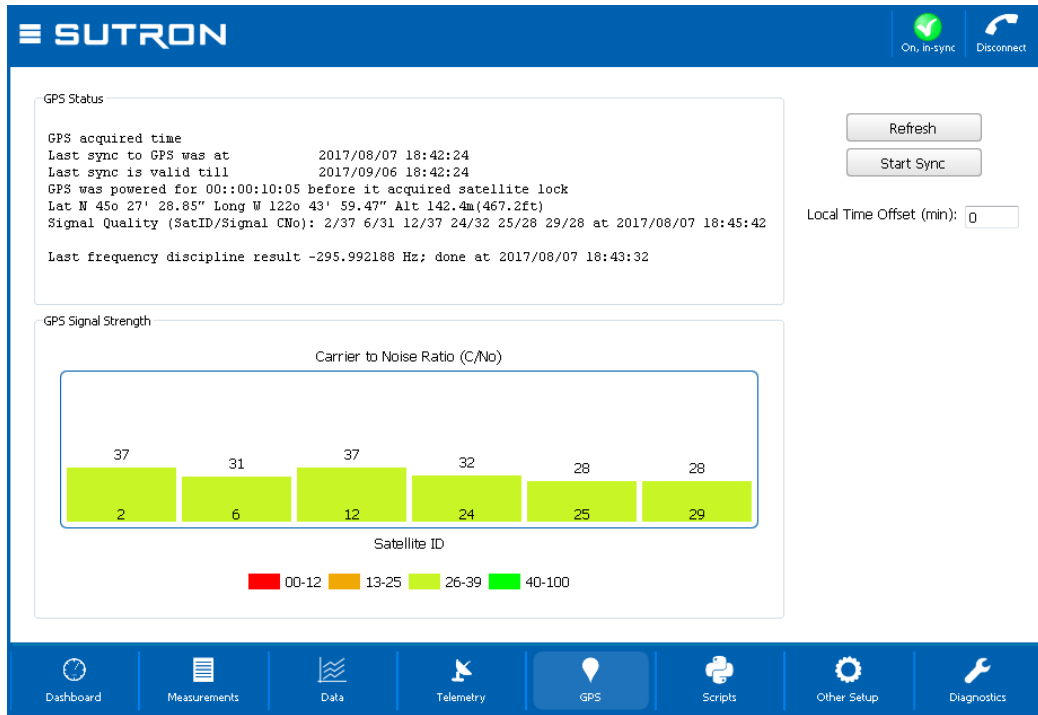 SUTRON
On, in-sync
Disconnect
GPS Status
GPS acquired time
Last sync to GPS was at 2017/08/07 18:42:24
Last sync is valid till 2017/09/06 18:42:24
GPS was powered for 00::00:10:05 before it acquired satellite lock
Lat N 45o 27' 28.85" Long W 122o 43' 59.47" Alt 142.4m(467.2ft)
Signal Quality (SatID/Signal CNo): 2/37 6/31 12/37 24/32 25/28 29/28 at 2017/08/07 18:45:42
Last frequency discipline result -295.992188 Hz; done at 2017/08/07 18:43:32
Refresh
Start Sync
Local Time Offset (min): 0
GPS Signal Strength
Carrier to Noise Ratio (C/No)
37 31 37 32 28 28
2 6 12 24 25 29
Satellite ID
00-12 13-25 26-39 40-100
Dashboard Measurements Data Telemetry GPS Scripts Other Setup Diagnostics